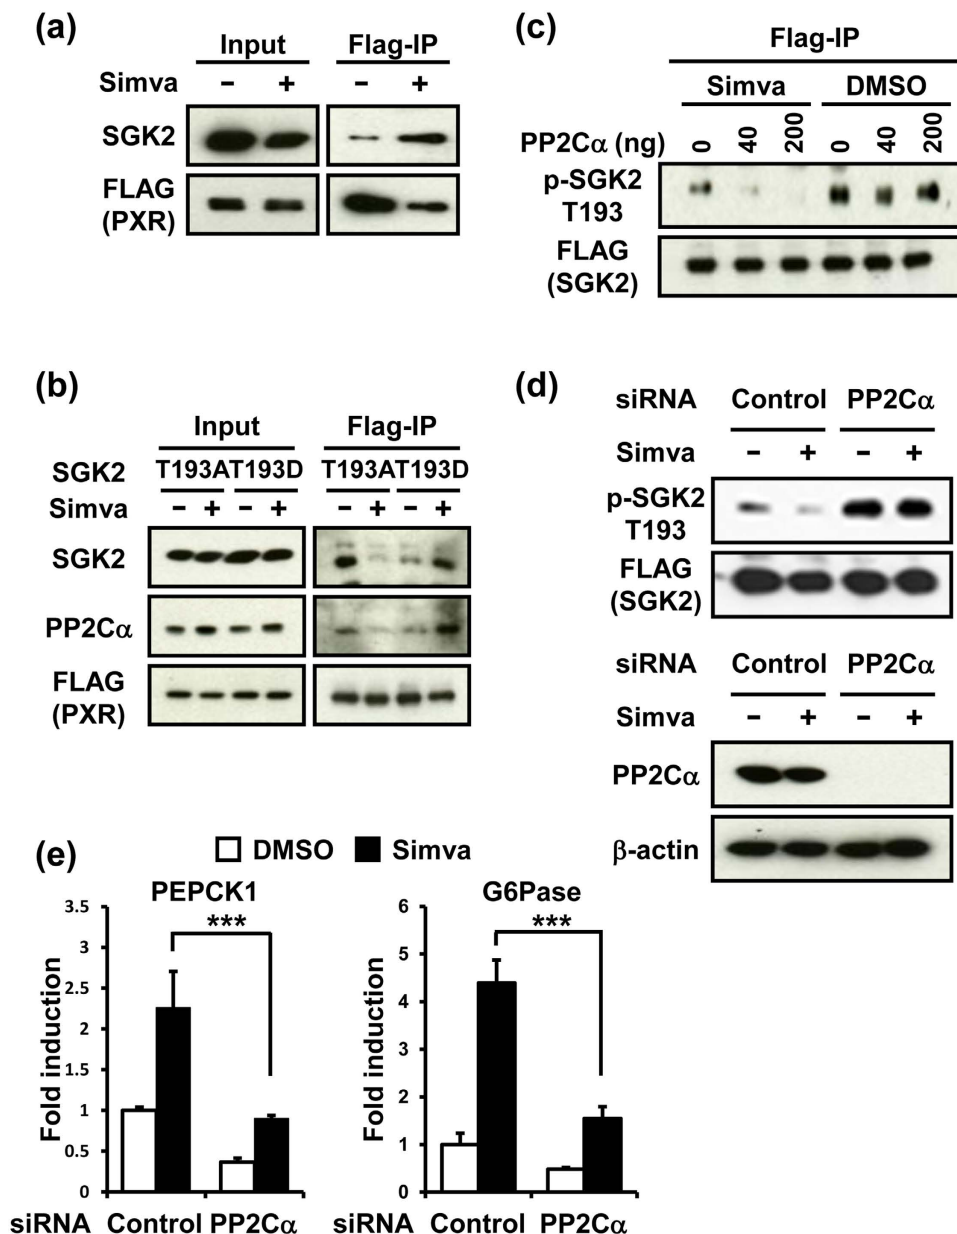 (a)
Input Flag-IP
Simva – + – +
SGK2
FLAG
(PXR)
(b)
Input Flag-IP
SGK2 T193A T193D T193A T193D
Simva – + – + – + – +
SGK2
PP2Cα
FLAG
(PXR)
(c)
Flag-IP
Simva DMSO
PP2Cα (ng) 0 40 200 0 40 200
p-SGK2
T193
FLAG
(SGK2)
(d)
siRNA Control PP2Cα
Simva – + – +
p-SGK2
T193
FLAG
(SGK2)
siRNA Control PP2Cα
Simva – + – +
PP2Cα
β-actin
(e)
DMSO Simva
PEPCK1
***
Fold induction
3.5
3
2.5
2
1.5
1
0.5
0
siRNA Control PP2Cα
G6Pase
***
Fold induction
6
5
4
3
2
1
0
siRNA Control PP2Cα